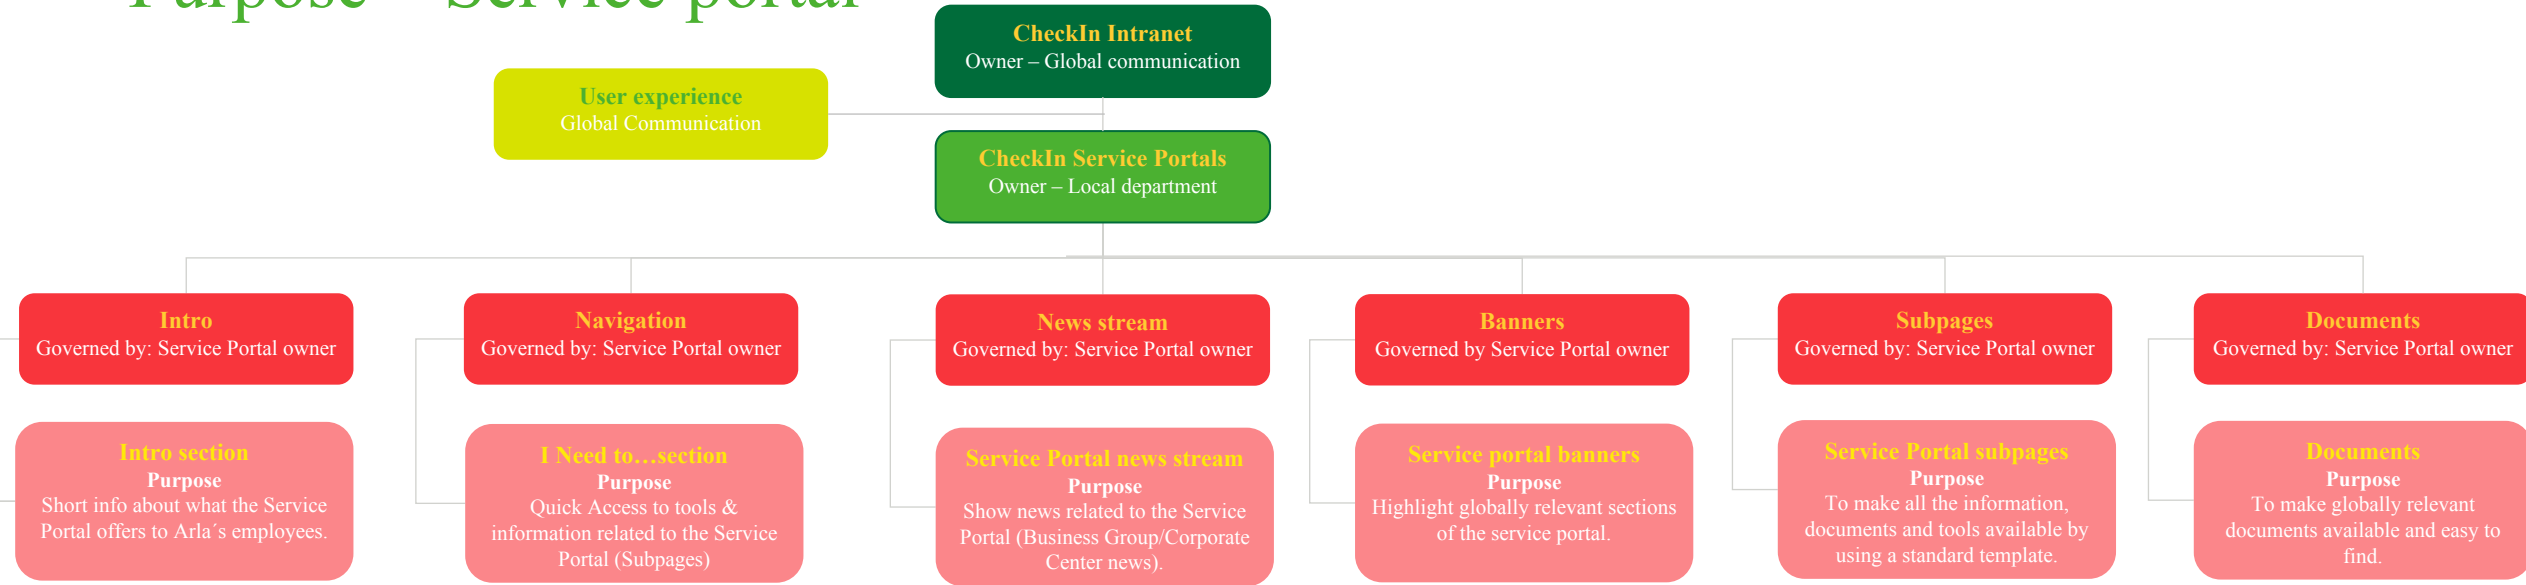 Purpose – Service portal
CheckIn Intranet
Owner – Global communication
User experience
Global Communication
CheckIn Service Portals
Owner – Local department
Intro
Governed by: Service Portal owner
Navigation
Governed by: Service Portal owner
News stream
Governed by: Service Portal owner
Banners
Governed by Service Portal owner
Subpages
Governed by: Service Portal owner
Documents
Governed by: Service Portal owner
Intro section
Purpose
Short info about what the Service
Portal offers to Arla´s employees.
I Need to…section
Purpose
Quick Access to tools &
information related to the Service
Portal (Subpages)
Service Portal news stream
Purpose
Show news related to the Service
Portal (Business Group/Corporate
Center news).
Service portal banners
Purpose
Highlight globally relevant sections
of the service portal.
Service Portal subpages
Purpose
To make all the information,
documents and tools available by
using a standard template.
Documents
Purpose
To make globally relevant
documents available and easy to
find.